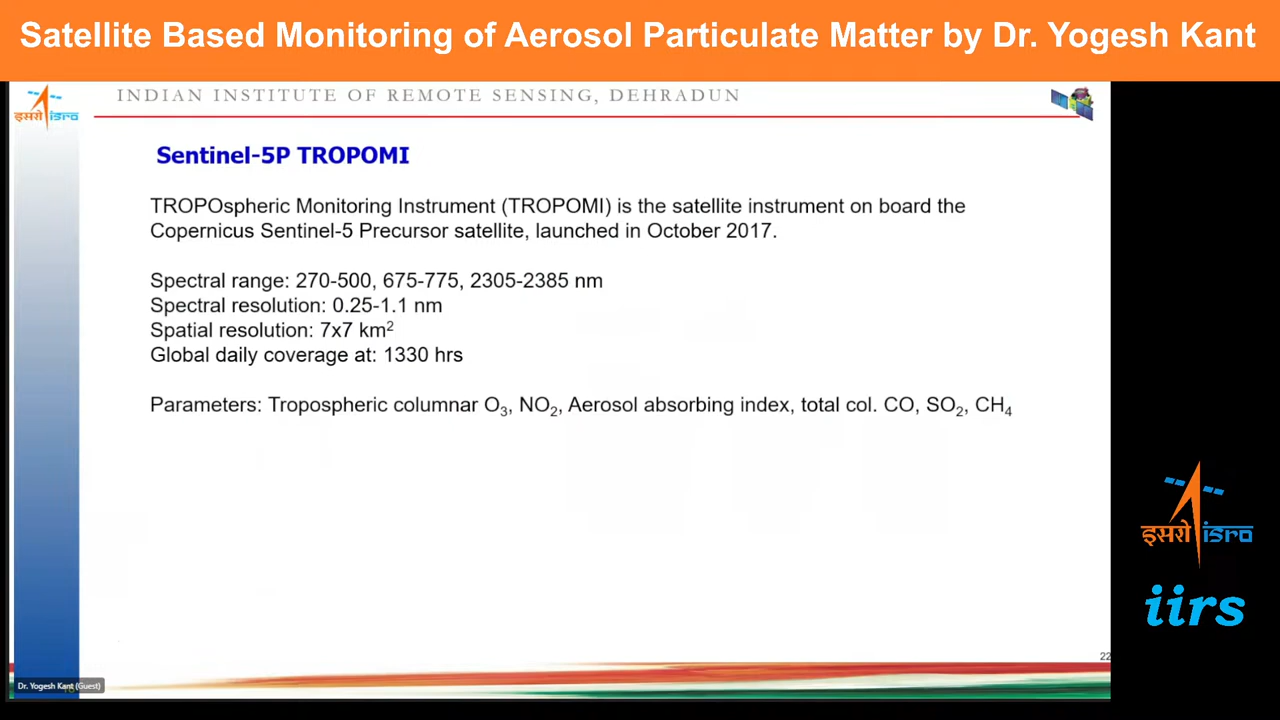 Satellite Based Monitoring of Aerosol Particulate Matter by Dr. Yogesh Kant
इसरो isro
INDIAN INSTITUTE OF REMOTE SENSING, DEHRADUN
Sentinel-5P TROPOMI
TROPOspheric Monitoring Instrument (TROPOMI) is the satellite instrument on board the
Copernicus Sentinel-5 Precursor satellite, launched in October 2017.
Spectral range: 270-500, 675-775, 2305-2385 nm
Spectral resolution: 0.25-1.1 nm
Spatial resolution: 7x7 km²
Global daily coverage at: 1330 hrs
Parameters: Tropospheric columnar O₃, NO₂, Aerosol absorbing index, total col. CO, SO₂, CH₄
इसरो isro
iirs
22
Dr. Yogesh Kant (Guest)